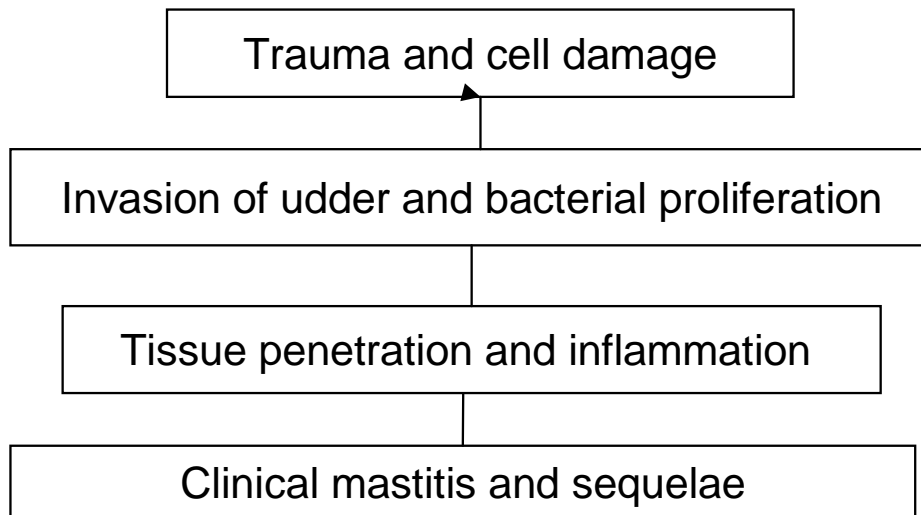 Trauma and cell damage
Invasion of udder and bacterial proliferation
Tissue penetration and inflammation
Clinical mastitis and sequelae